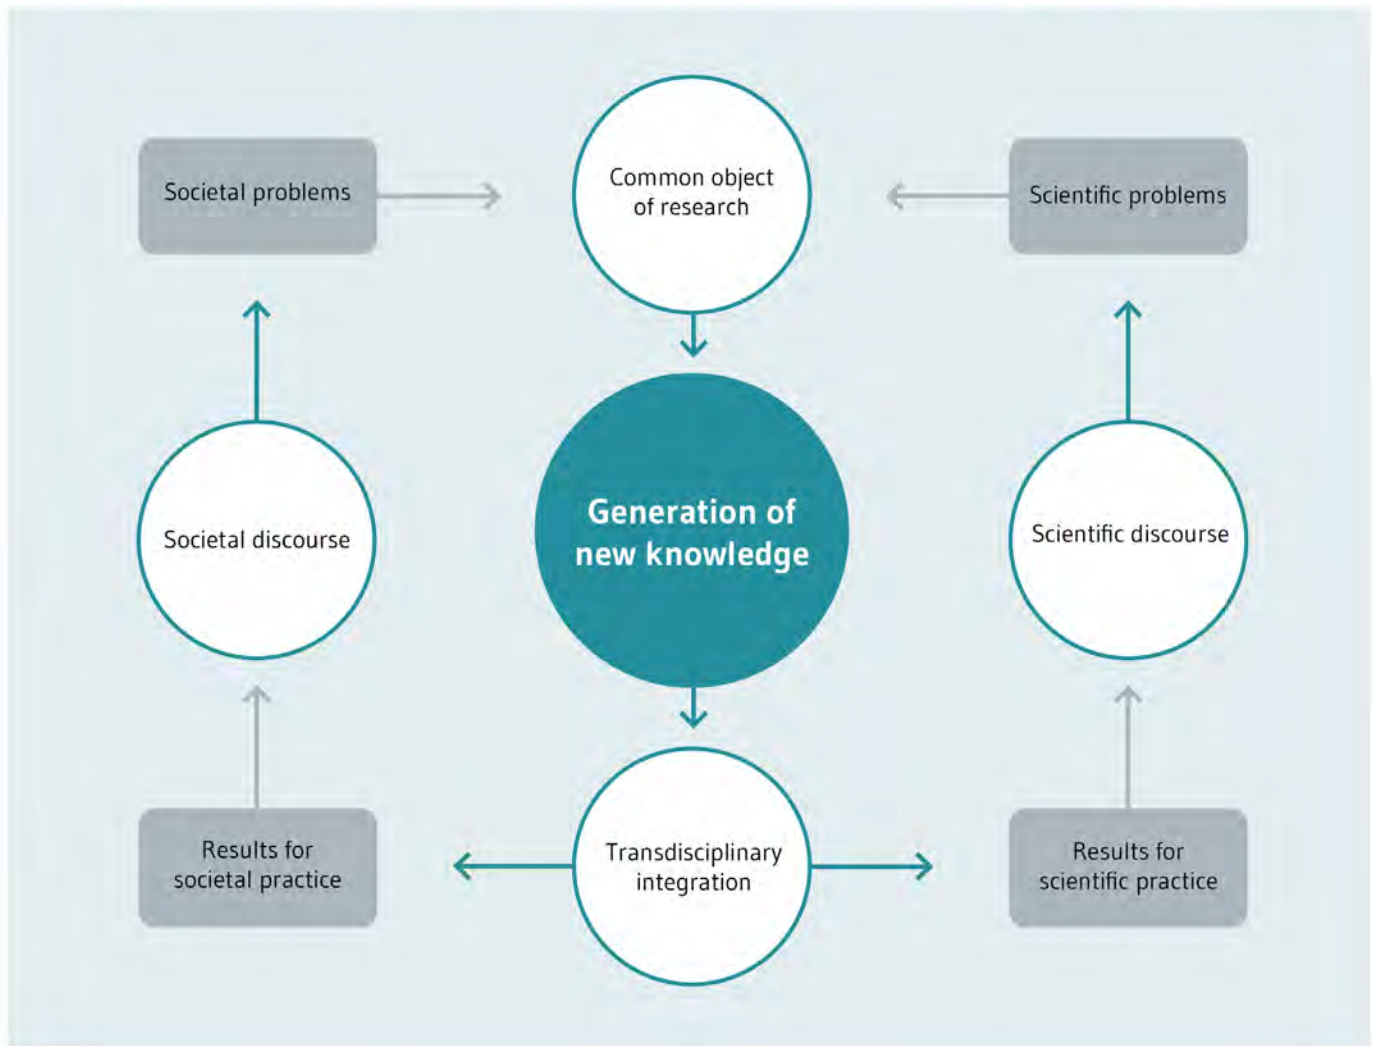 Common object
of research
Societal problems
Scientific problems
Generation of
new knowledge
Societal discourse
Scientific discourse
Transdisciplinary
integration
Results for
societal practice
Results for
scientific practice